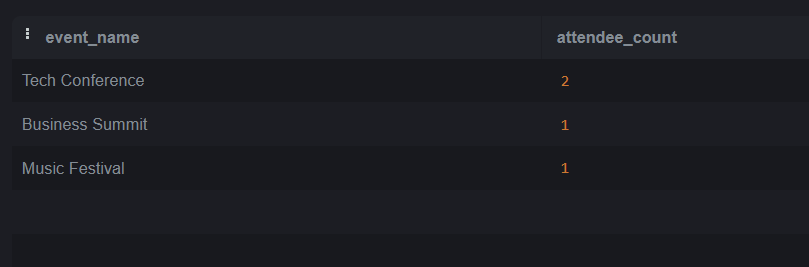 event_name attendee_count
Tech Conference 2
Business Summit 1
Music Festival 1